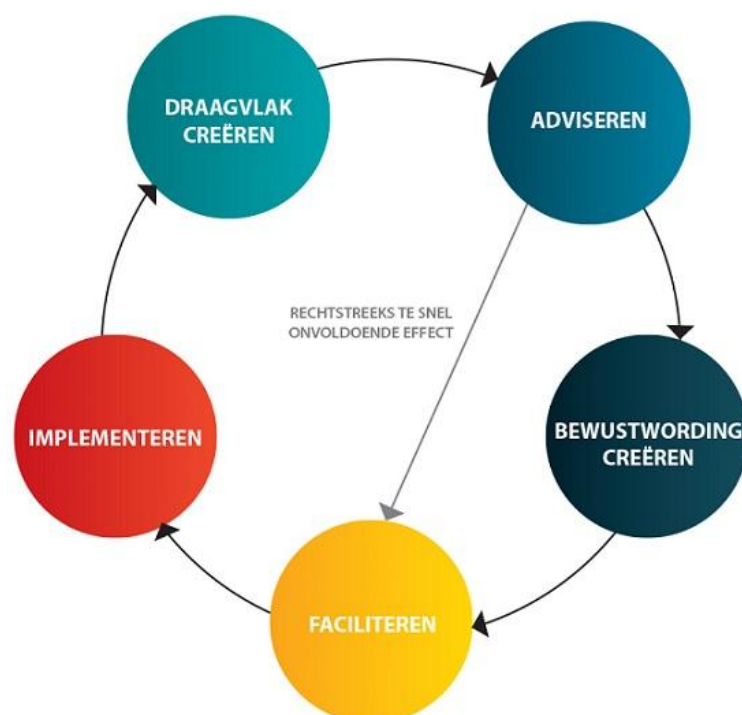 DRAAGVLAK
CREËREN
ADVISEREN
RECHTSTREEKS TE SNEL
ONVOLDOENDE EFFECT
BEWUSTWORDING
CREËREN
IMPLEMENTEREN
FACILITEREN